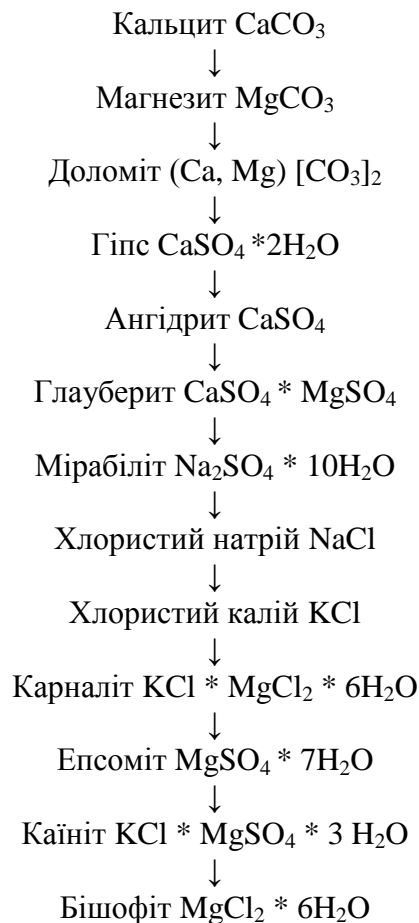 Кальцит CaCO₃
↓
Магнезит MgCO₃
↓
Доломіт (Ca, Mg) [CO₃]₂
↓
Гіпс CaSO₄ *2H₂O
↓
Ангідрит CaSO₄
↓
Глауберит CaSO₄ * MgSO₄
↓
Мірабіліт Na₂SO₄ * 10H₂O
↓
Хлористий натрій NaCl
↓
Хлористий калій KCl
↓
Карналіт KCl * MgCl₂ * 6H₂O
↓
Епсоміт MgSO₄ * 7H₂O
↓
Каїніт KCl * MgSO₄ * 3 H₂O
↓
Бішофіт MgCl₂ * 6H₂O